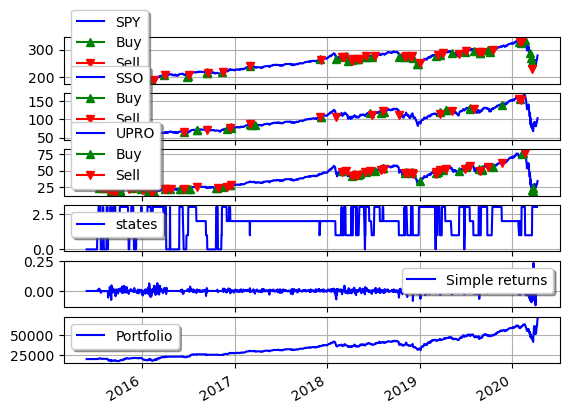 SPY
Buy
Sell
300
200
SSO
Buy
Sell
150
100
50
UPRO
Buy
Sell
75
50
25
states
2.5
0.0
0.25
0.00
Simple returns
Portfolio
50000
25000
2016 2017 2018 2019 2020